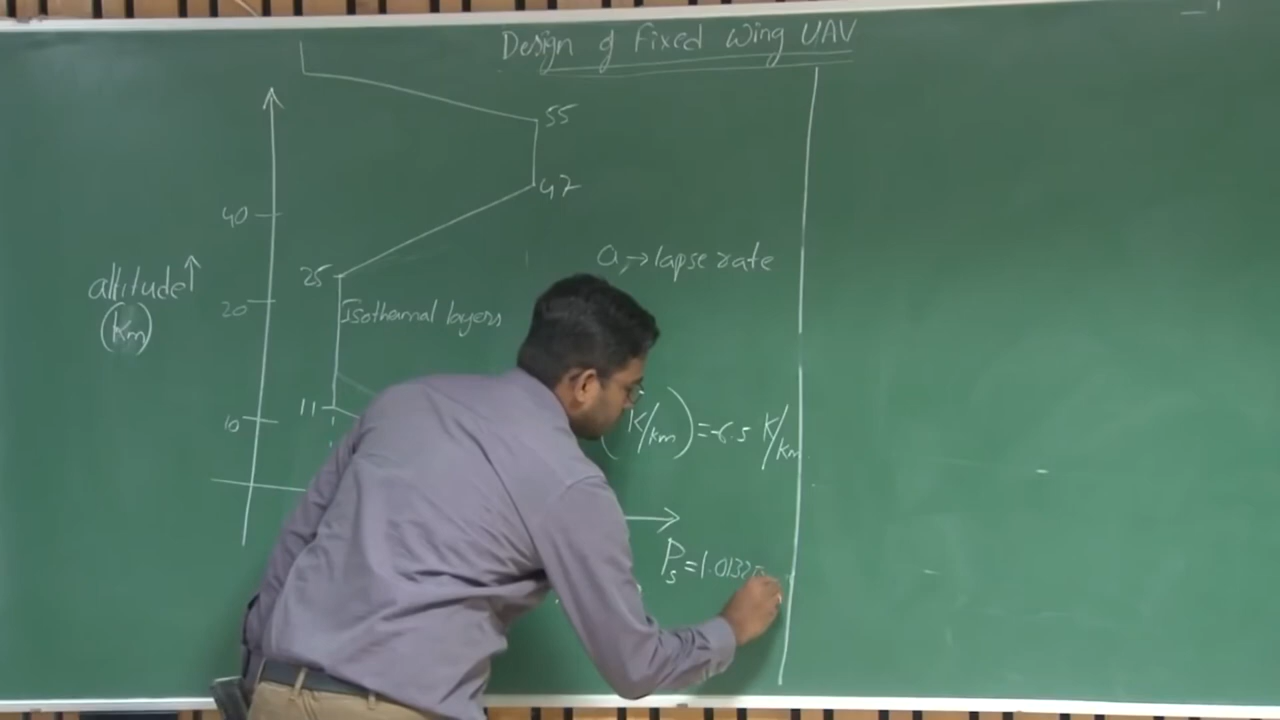 Design of Fixed Wing UAV
55
47
40
a, → lapse rate
altitude↑
(km)
25
20
Isothermal layers
11
10
(K/km) = -6.5 K/km
Ps = 1.0132